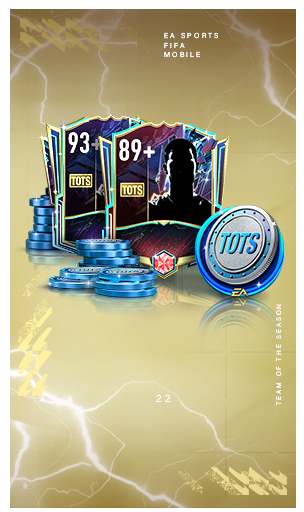 EA SPORTS
FIFA
MOBILE
93+
TOTS
89+
TOTS
TOTS
EA
TEAM OF THE SEASON
22